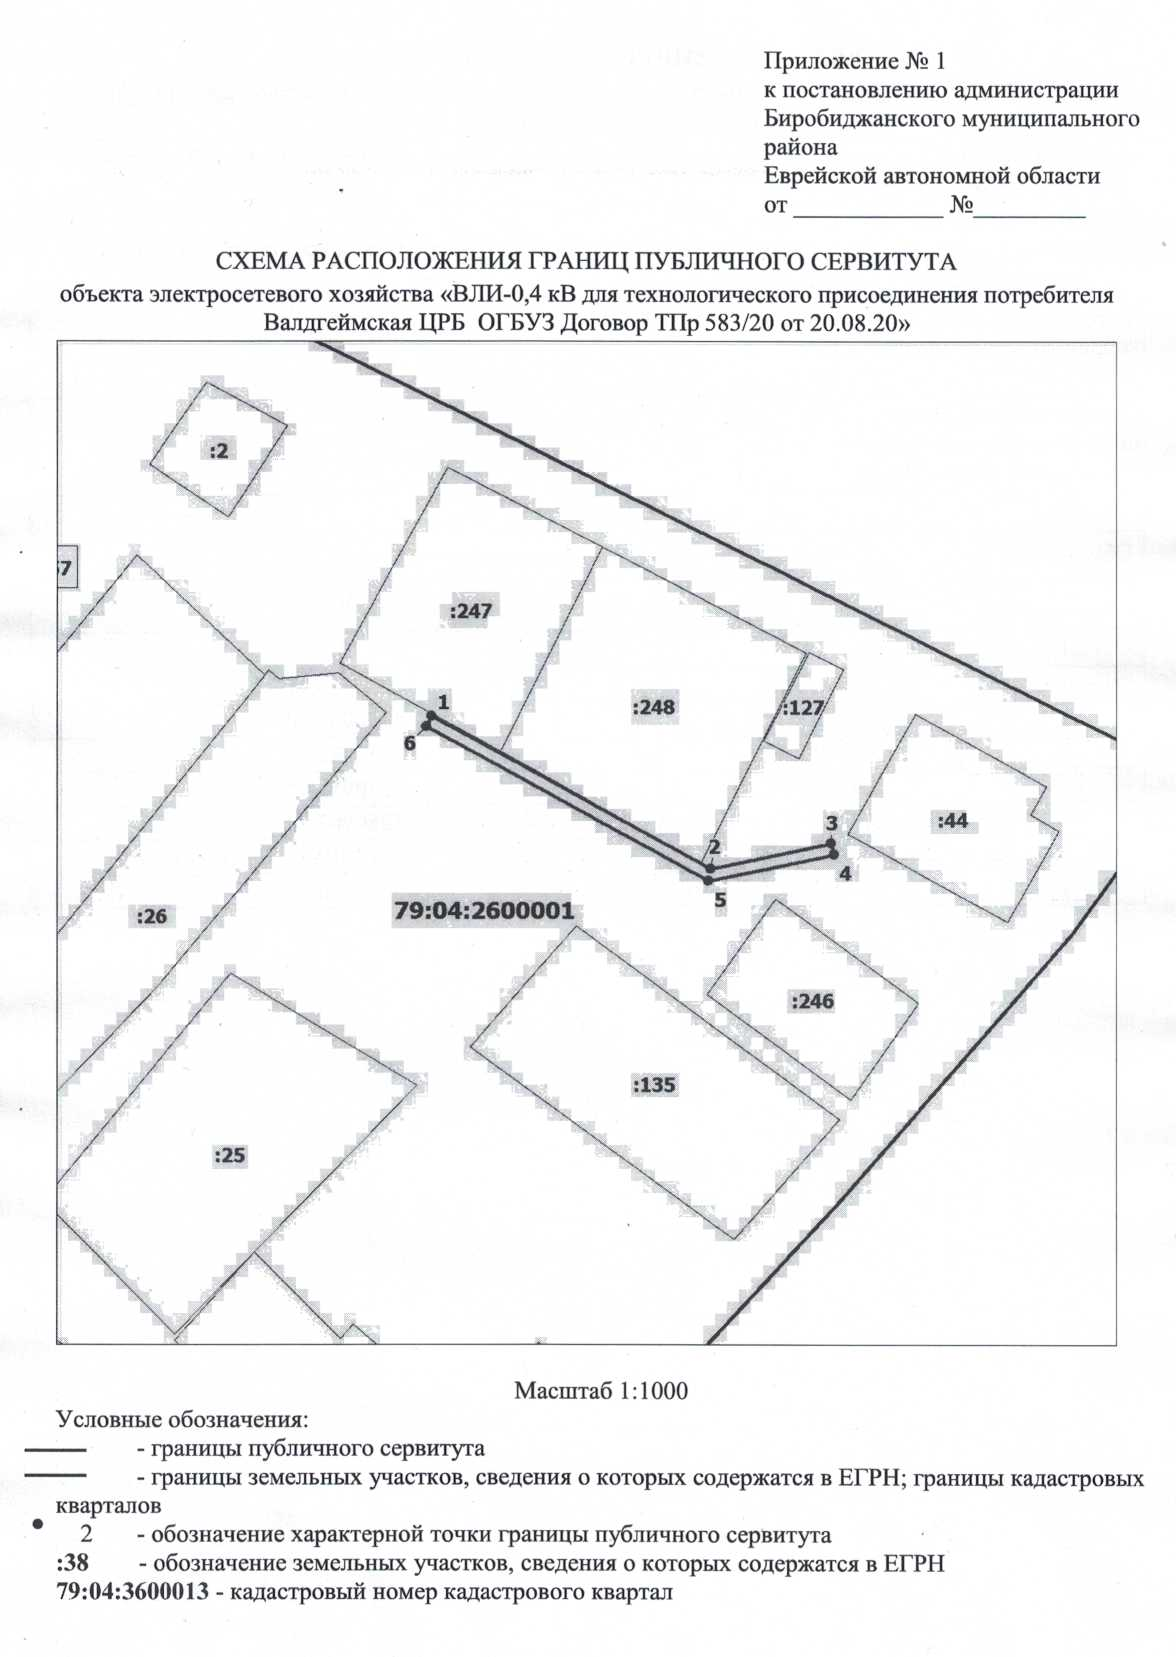 Приложение № 1
к постановлению администрации
Биробиджанского муниципального
района
Еврейской автономной области
от ____________ №_________
СХЕМА РАСПОЛОЖЕНИЯ ГРАНИЦ ПУБЛИЧНОГО СЕРВИТУТА
объекта электросетевого хозяйства «ВЛИ-0,4 кВ для технологического присоединения потребителя
Валдгеймская ЦРБ ОГБУЗ Договор ТПр 583/20 от 20.08.20»
:2
:247
1
6
:248
:127
3
:44
2
4
5
:26
79:04:2600001
:246
:135
:25
Масштаб 1:1000
Условные обозначения:
- границы публичного сервитута
- границы земельных участков, сведения о которых содержатся в ЕГРН; границы кадастровых
кварталов
2 - обозначение характерной точки границы публичного сервитута
:38 - обозначение земельных участков, сведения о которых содержатся в ЕГРН
79:04:3600013 - кадастровый номер кадастрового квартал